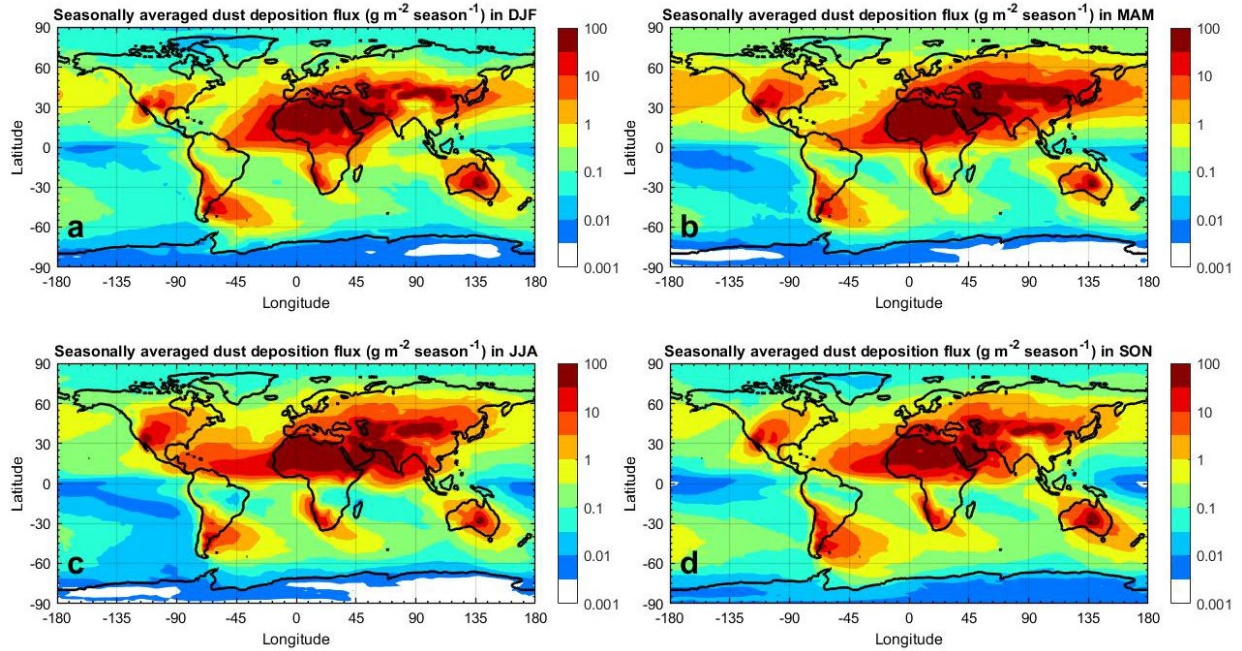 Seasonally averaged dust deposition flux (g m⁻² season⁻¹) in DJF
90
60
30
0
-30
-60
-90
Latitude
a
-180 -135 -90 -45 0 45 90 135 180
Longitude
100
10
1
0.1
0.01
0.001
Seasonally averaged dust deposition flux (g m⁻² season⁻¹) in MAM
90
60
30
0
-30
-60
-90
Latitude
b
-180 -135 -90 -45 0 45 90 135 180
Longitude
100
10
1
0.1
0.01
0.001
Seasonally averaged dust deposition flux (g m⁻² season⁻¹) in JJA
90
60
30
0
-30
-60
-90
Latitude
c
-180 -135 -90 -45 0 45 90 135 180
Longitude
100
10
1
0.1
0.01
0.001
Seasonally averaged dust deposition flux (g m⁻² season⁻¹) in SON
90
60
30
0
-30
-60
-90
Latitude
d
-180 -135 -90 -45 0 45 90 135 180
Longitude
100
10
1
0.1
0.01
0.001